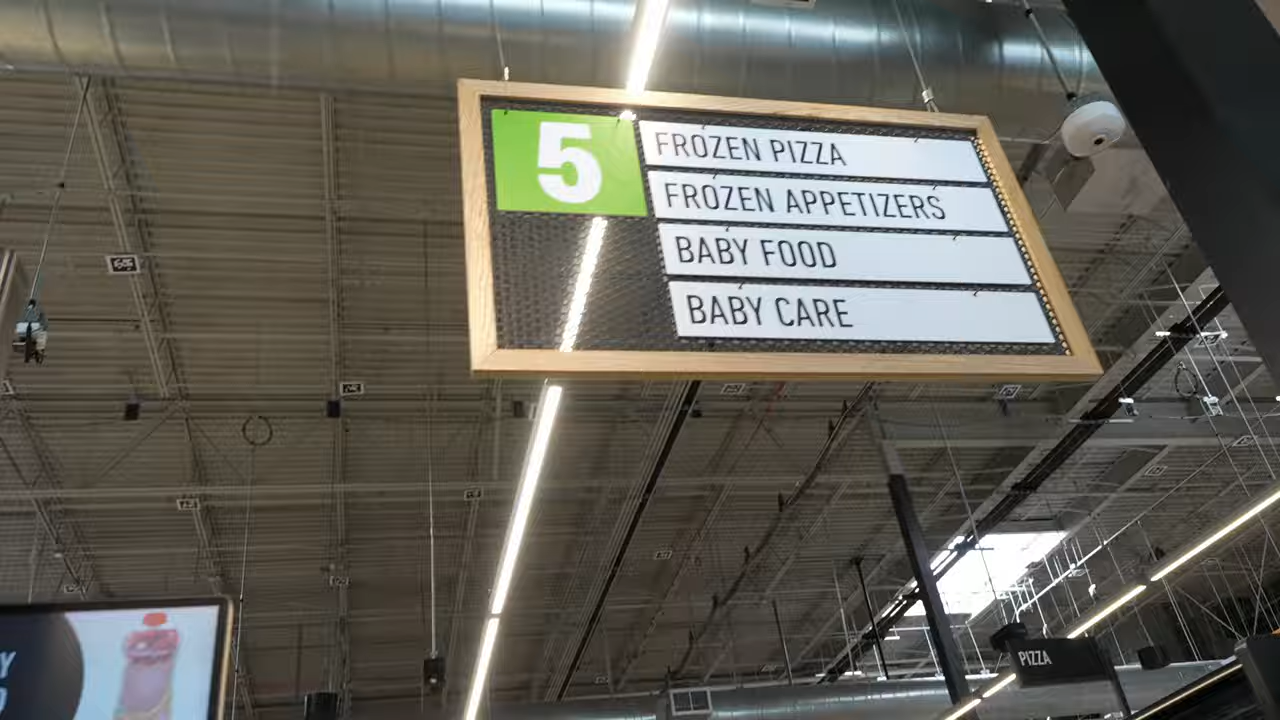 5
FROZEN PIZZA
FROZEN APPETIZERS
BABY FOOD
BABY CARE
PIZZA